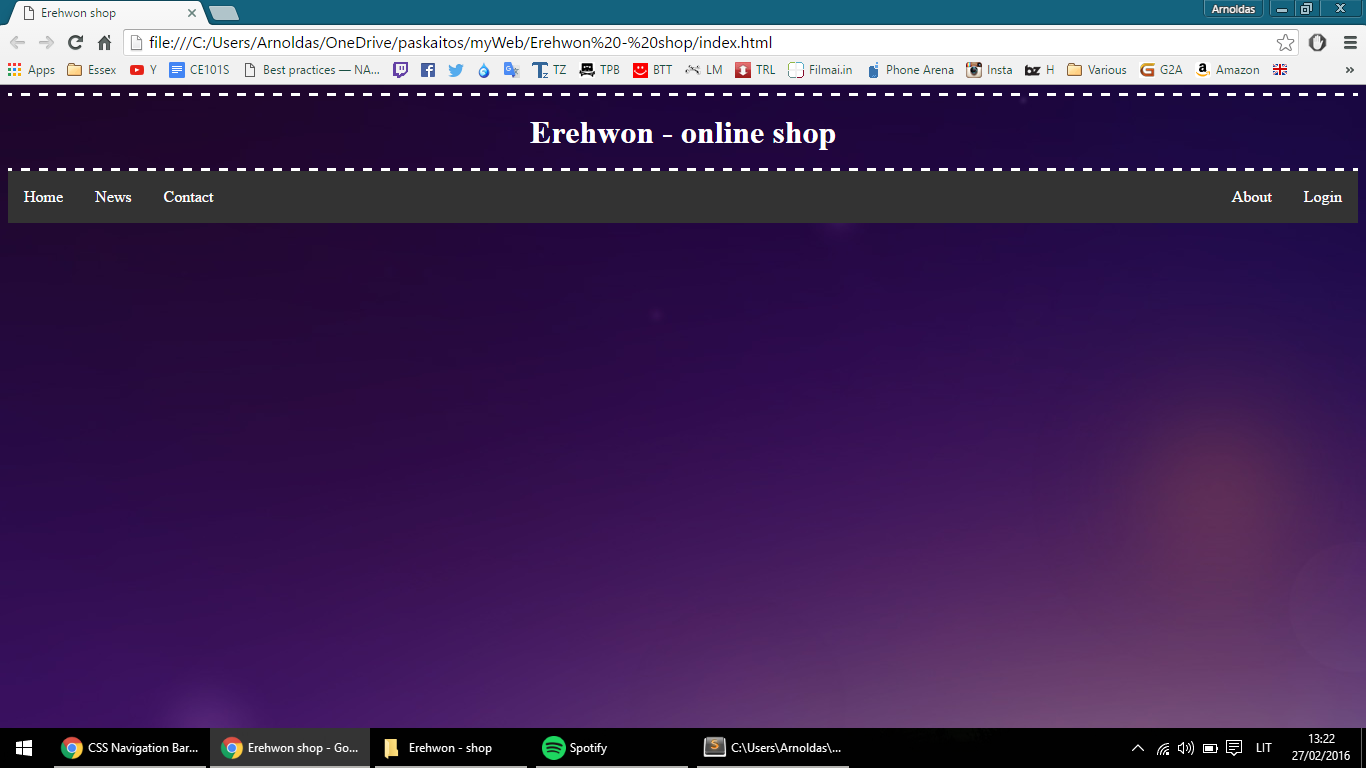 Erehwon shop
Arnoldas
file:///C:/Users/Arnoldas/OneDrive/paskaitos/myWeb/Erehwon%20-%20shop/index.html
Apps Essex Y CE101S Best practices — NA... TZ TPB BTT LM TRL Filmai.in Phone Arena Insta bz H Various G2A a Amazon »
Erehwon - online shop
Home News Contact About Login
CSS Navigation Bar... Erehwon shop - Go... Erehwon - shop Spotify C:\Users\Arnoldas\... LIT 13:22
27/02/2016